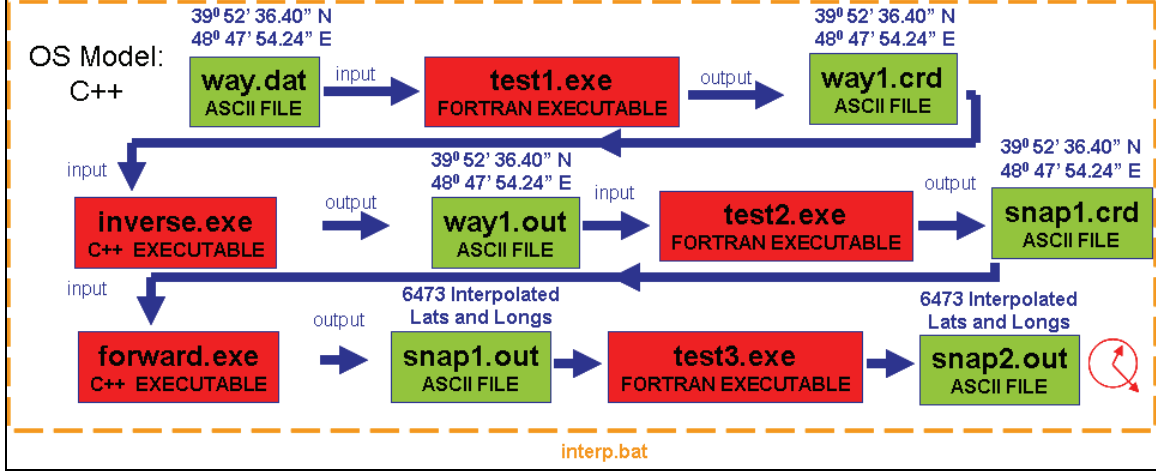 OS Model:
C++
39⁰ 52’ 36.40” N
48⁰ 47’ 54.24” E
way.dat
ASCII FILE
input
test1.exe
FORTRAN EXECUTABLE
output
39⁰ 52’ 36.40” N
48⁰ 47’ 54.24” E
way1.crd
ASCII FILE
input
inverse.exe
C++ EXECUTABLE
output
39⁰ 52’ 36.40” N
48⁰ 47’ 54.24” E
way1.out
ASCII FILE
input
test2.exe
FORTRAN EXECUTABLE
output
39⁰ 52’ 36.40” N
48⁰ 47’ 54.24” E
snap1.crd
ASCII FILE
input
forward.exe
C++ EXECUTABLE
output
6473 Interpolated
Lats and Longs
snap1.out
ASCII FILE
test3.exe
FORTRAN EXECUTABLE
6473 Interpolated
Lats and Longs
snap2.out
ASCII FILE
interp.bat